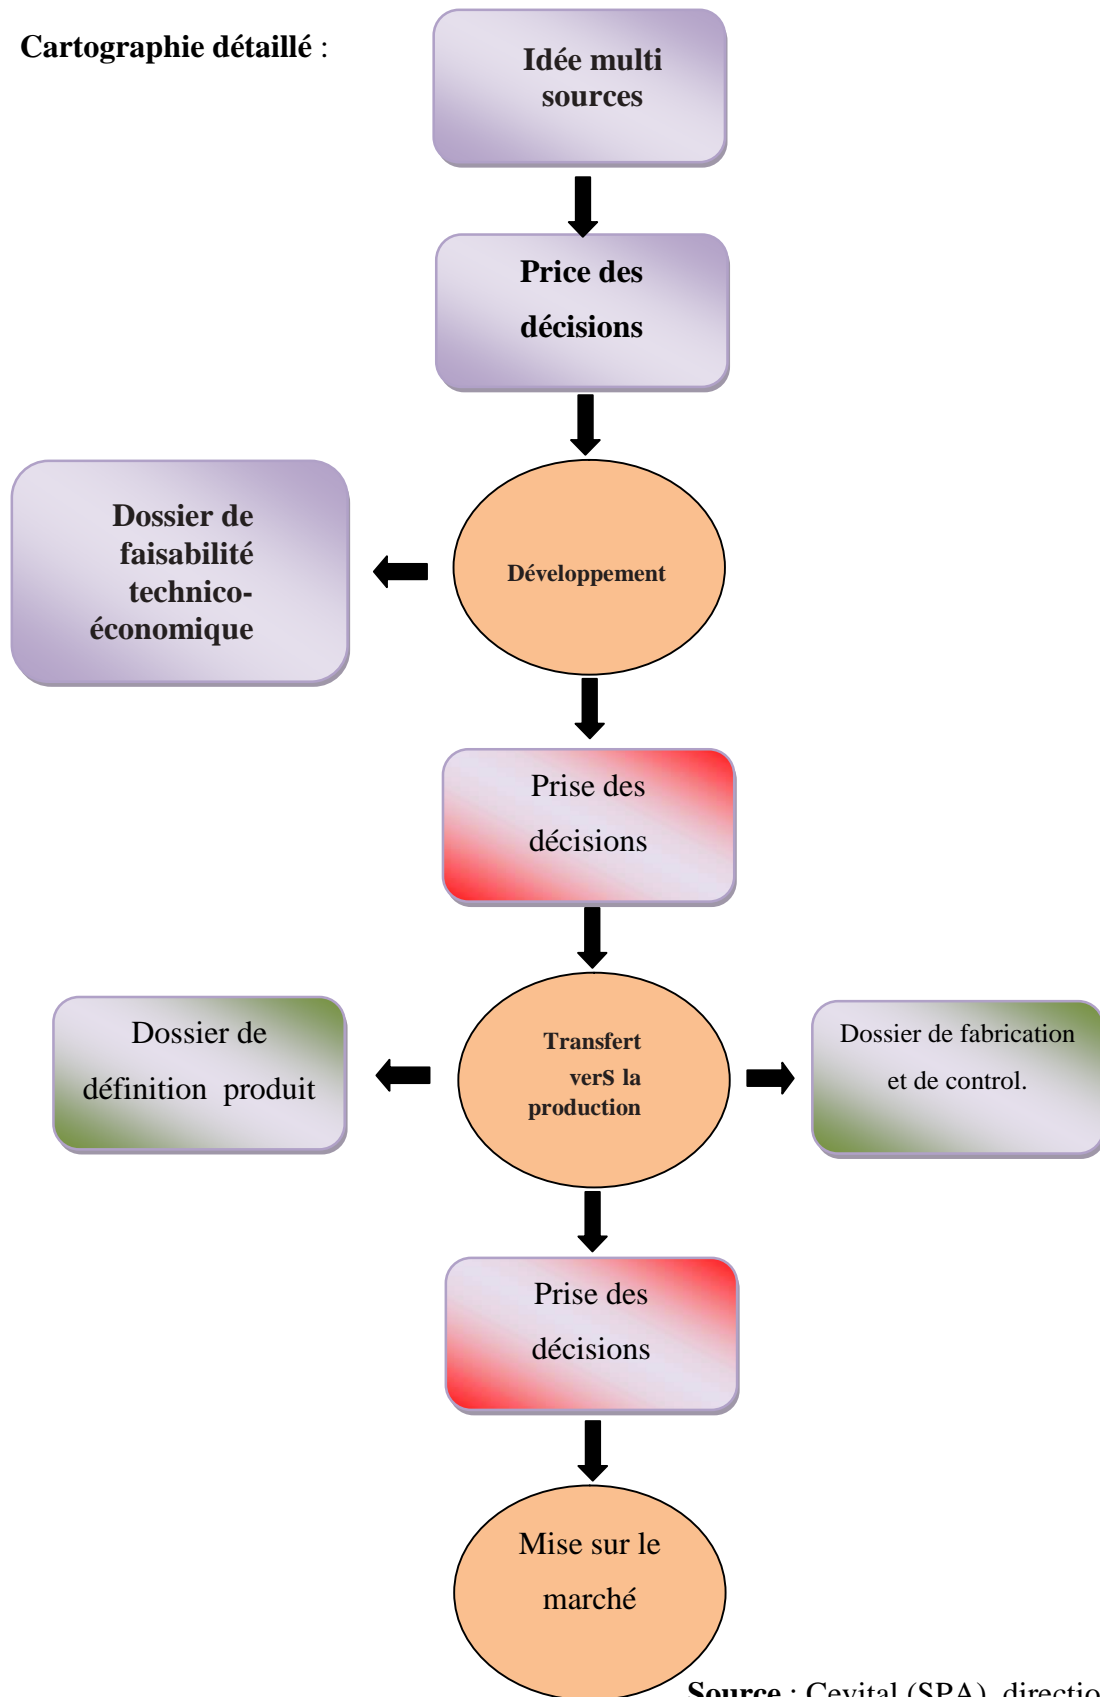 Cartographie détaillé :
Idée multi
sources
Price des
décisions
Développement
Dossier de
faisabilité
technico-
économique
Prise des
décisions
Transfert
verS la
production
Dossier de
définition produit
Dossier de fabrication
et de control.
Prise des
décisions
Mise sur le
marché
Source : Cevital (SPA), directio